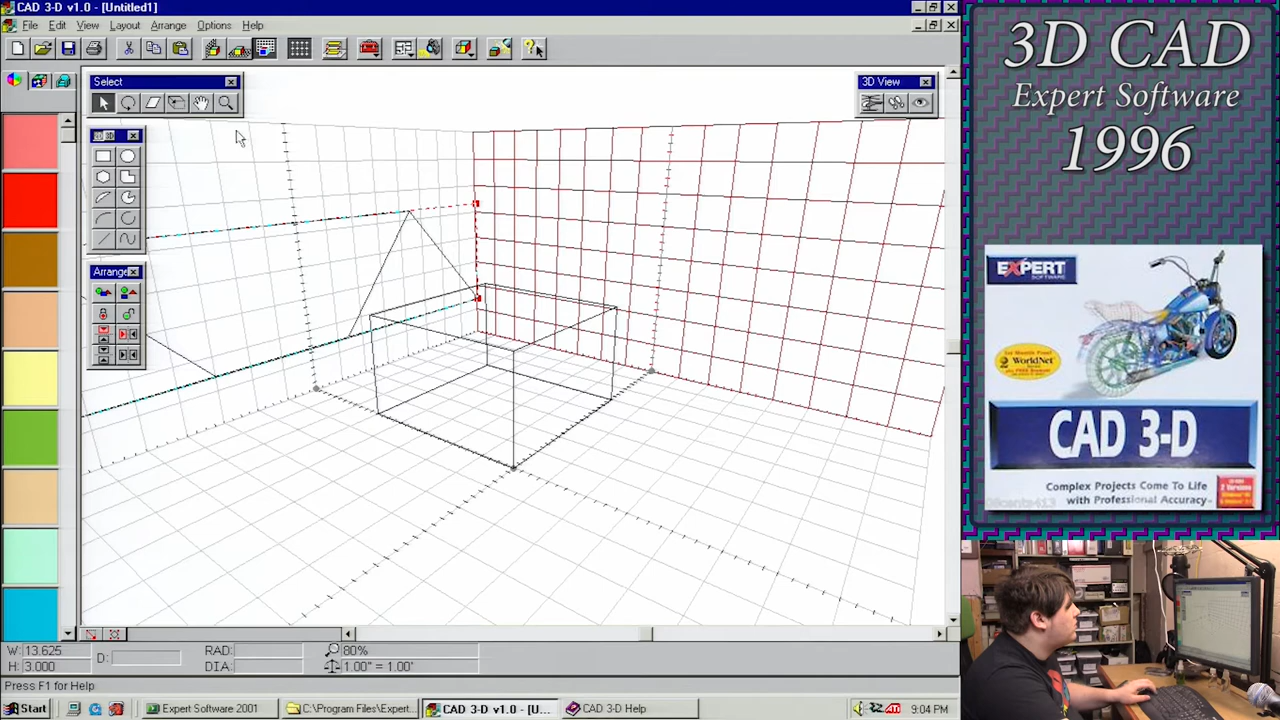 CAD 3-D v1.0 - [Untitled1]
File Edit View Layout Arrange Options Help
Select
3D View
2D/3D
Arrange
W: 13.625
H: 3.000
D:
RAD:
DIA:
80%
1.00" = 1.00'
Press F1 for Help
Start
Expert Software 2001
C:\Program Files\Expert...
CAD 3-D v1.0 - [U...
CAD 3-D Help
9:04 PM
3D CAD
Expert Software
1996
EXPERT
SOFTWARE
WorldNet
CAD 3-D
Complex Projects Come To Life
with Professional Accuracy